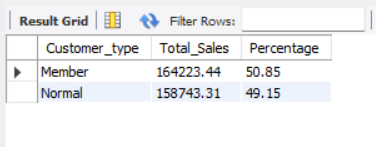 Result Grid Filter Rows:
Customer_type Total_Sales Percentage
Member 164223.44 50.85
Normal 158743.31 49.15